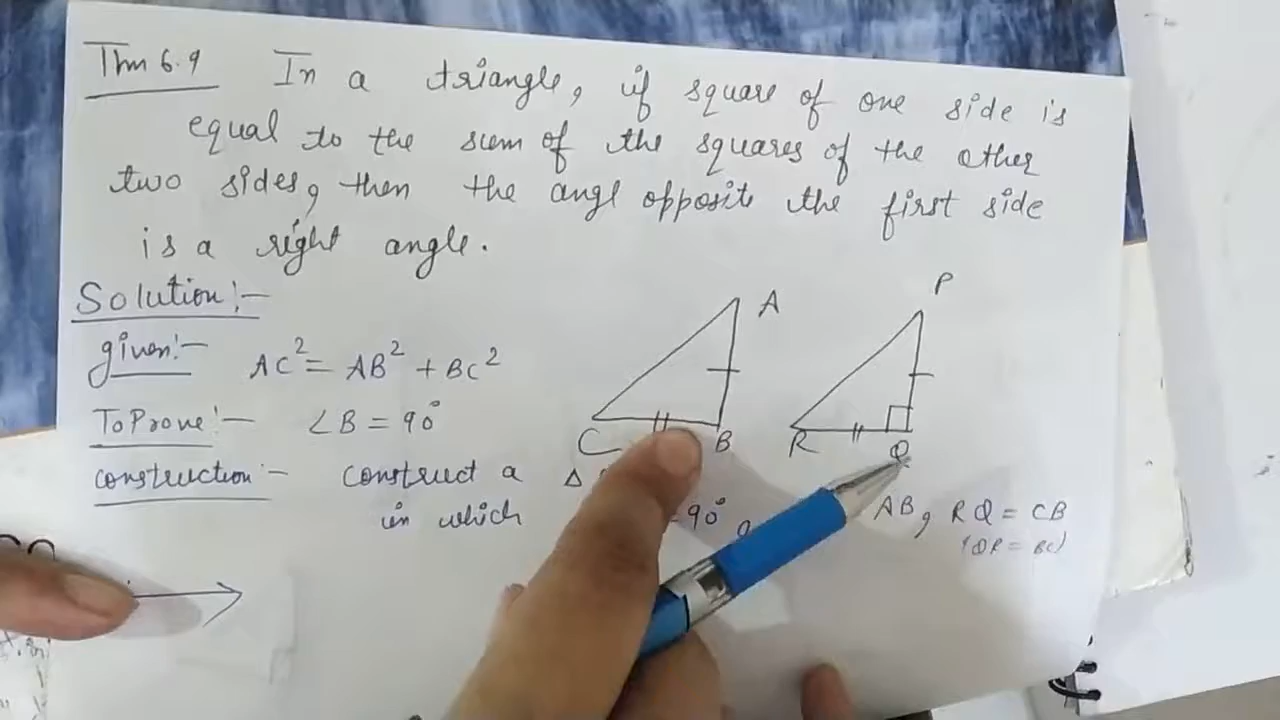 Thm 6.9 In a triangle, if square of one side is
equal to the sum of the squares of the other
two sides, then the angl opposite the first side
is a right angle.
Solution:-
given:- AC² = AB² + BC²
To Prove:- ∠B = 90°
construction:- construct a Δ
in which = 90° AB, RQ = CB
(QR = BC)
A
C B
P
R Q